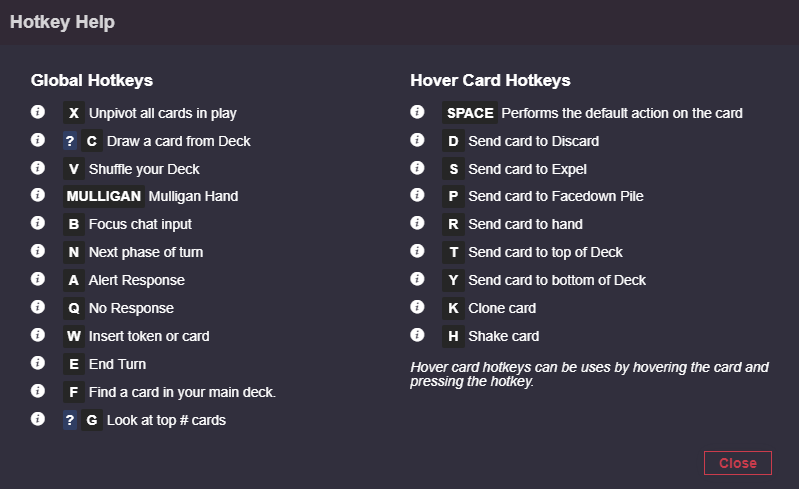 Hotkey Help
Global Hotkeys
X Unpivot all cards in play
? C Draw a card from Deck
V Shuffle your Deck
MULLIGAN Mulligan Hand
B Focus chat input
N Next phase of turn
A Alert Response
Q No Response
W Insert token or card
E End Turn
F Find a card in your main deck.
? G Look at top # cards
Hover Card Hotkeys
SPACE Performs the default action on the card
D Send card to Discard
S Send card to Expel
P Send card to Facedown Pile
R Send card to hand
T Send card to top of Deck
Y Send card to bottom of Deck
K Clone card
H Shake card
Hover card hotkeys can be uses by hovering the card and
pressing the hotkey.
Close